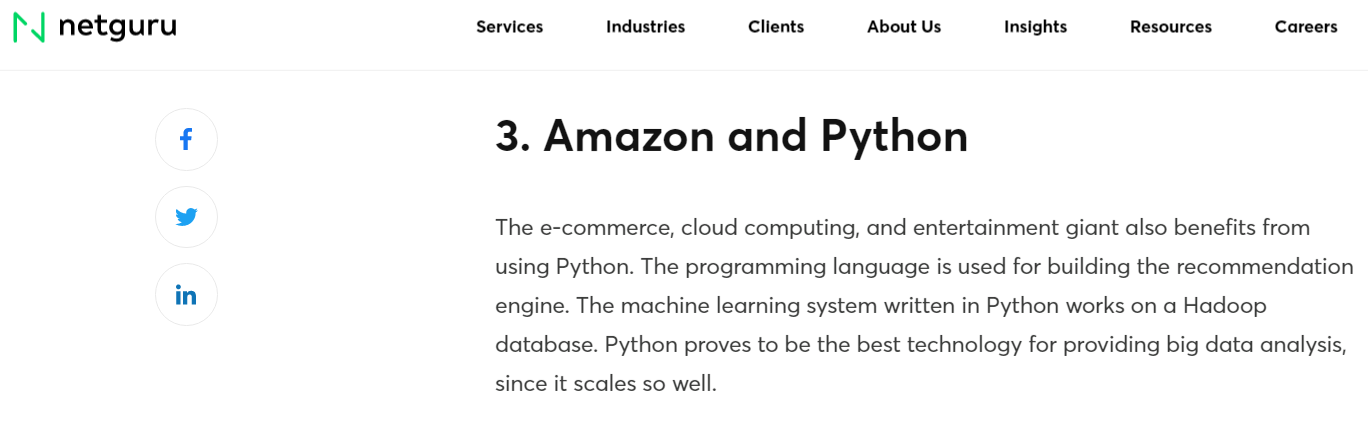 netguru
Services Industries Clients About Us Insights Resources Careers
3. Amazon and Python
The e-commerce, cloud computing, and entertainment giant also benefits from
using Python. The programming language is used for building the recommendation
engine. The machine learning system written in Python works on a Hadoop
database. Python proves to be the best technology for providing big data analysis,
since it scales so well.